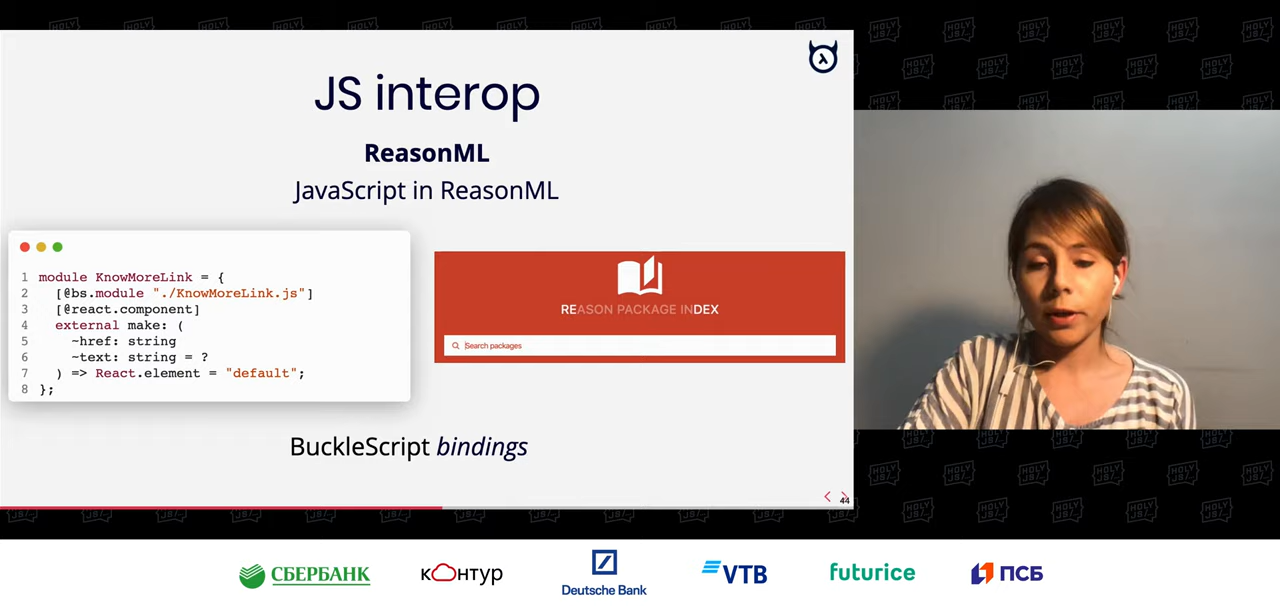 JS interop
ReasonML
JavaScript in ReasonML
1 module KnowMoreLink = {
2 [@bs.module "./KnowMoreLink.js"]
3 [@react.component]
4 external make: (
5 ~href: string
6 ~text: string = ?
7 ) => React.element = "default";
8 };
REASON PACKAGE INDEX
Search packages
BuckleScript bindings
44
HOLY JS/
СБЕРБАНК
КОНТУР
Deutsche Bank
VTB
futurice
ПСБ